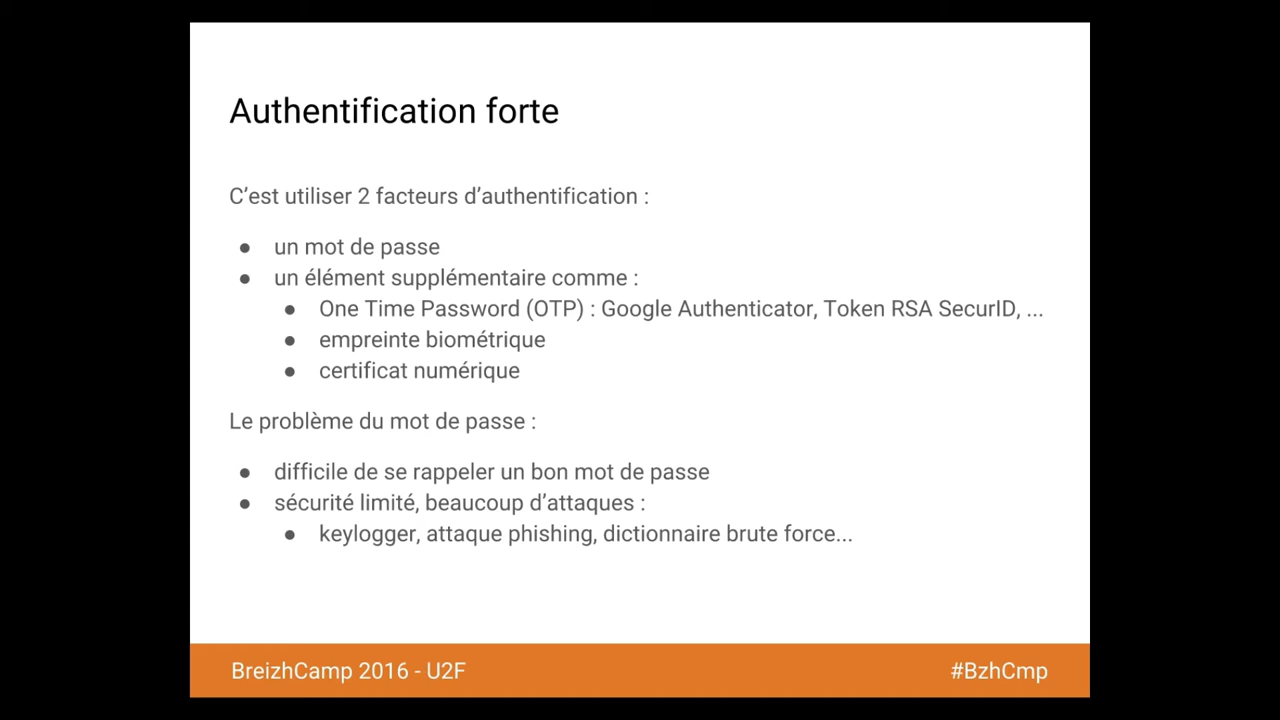 Authentification forte
C’est utiliser 2 facteurs d’authentification :
● un mot de passe
● un élément supplémentaire comme :
● One Time Password (OTP) : Google Authenticator, Token RSA SecurID, ...
● empreinte biométrique
● certificat numérique
Le problème du mot de passe :
● difficile de se rappeler un bon mot de passe
● sécurité limité, beaucoup d’attaques :
● keylogger, attaque phishing, dictionnaire brute force...
BreizhCamp 2016 - U2F
#BzhCmp